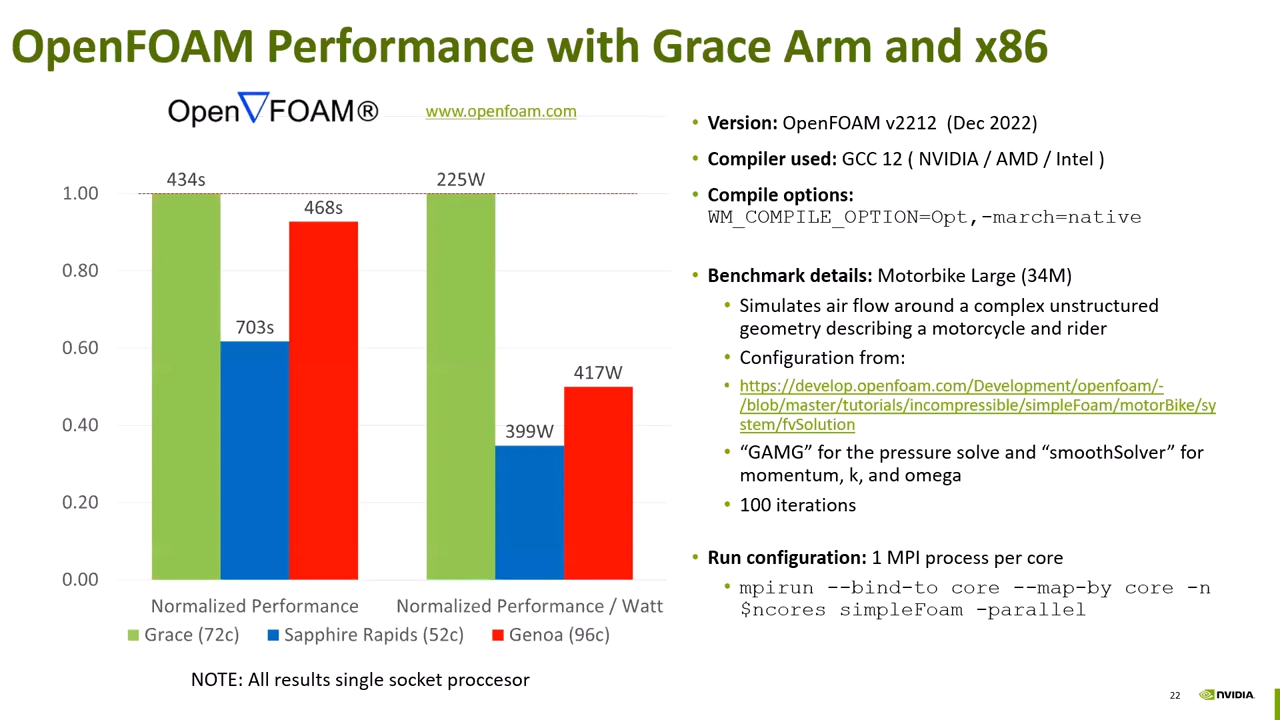 OpenFOAM Performance with Grace Arm and x86
Open∇FOAM®
www.openfoam.com
434s
225W
1.00
468s
0.80
703s
0.60
417W
0.40
399W
0.20
0.00
Normalized Performance
Normalized Performance / Watt
Grace (72c)
Sapphire Rapids (52c)
Genoa (96c)
NOTE: All results single socket proccesor
• Version: OpenFOAM v2212 (Dec 2022)
• Compiler used: GCC 12 ( NVIDIA / AMD / Intel )
• Compile options:
WM_COMPILE_OPTION=Opt,-march=native
• Benchmark details: Motorbike Large (34M)
• Simulates air flow around a complex unstructured
geometry describing a motorcycle and rider
• Configuration from:
• https://develop.openfoam.com/Development/openfoam/-
/blob/master/tutorials/incompressible/simpleFoam/motorBike/sy
stem/fvSolution
• “GAMG” for the pressure solve and “smoothSolver” for
momentum, k, and omega
• 100 iterations
• Run configuration: 1 MPI process per core
• mpirun --bind-to core --map-by core -n
$ncores simpleFoam -parallel
22
NVIDIA.